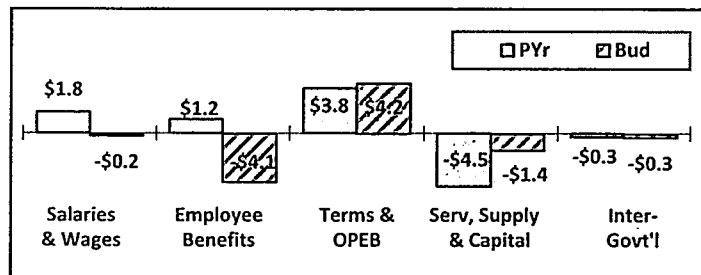 PYr Bud
$1.8
-$0.2
$1.2
-$4.1
$3.8
$4.2
-$4.5
-$1.4
-$0.3
-$0.3
Salaries
& Wages
Employee
Benefits
Terms &
OPEB
Serv, Supply
& Capital
Inter-
Govt'l